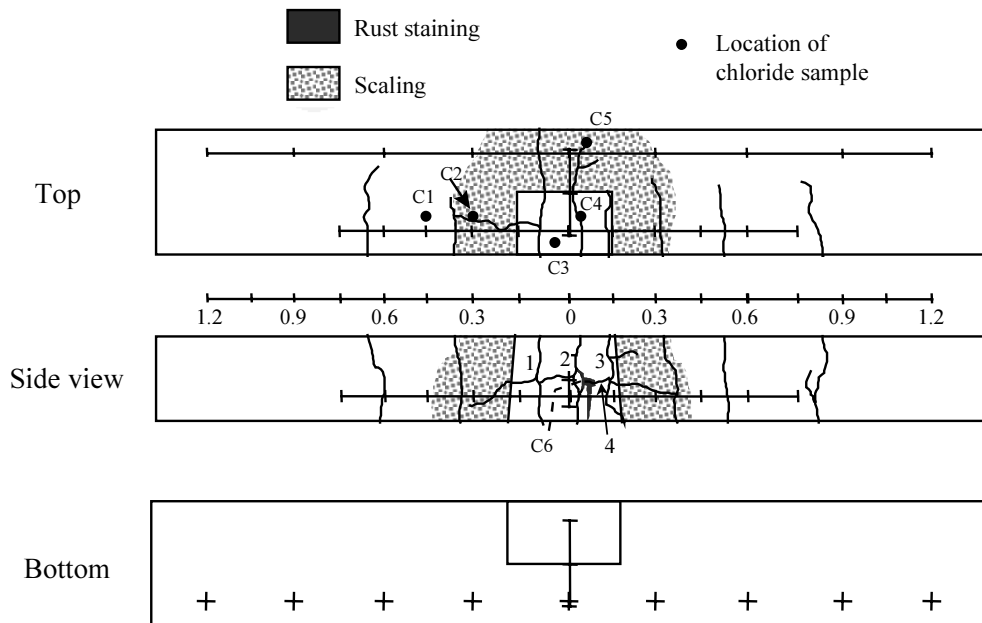 Rust staining
Scaling
Location of
chloride sample
Top
C5
C2
C1
C4
C3
1.2 0.9 0.6 0.3 0 0.3 0.6 0.9 1.2
Side view
1 2 3
C6
4
Bottom